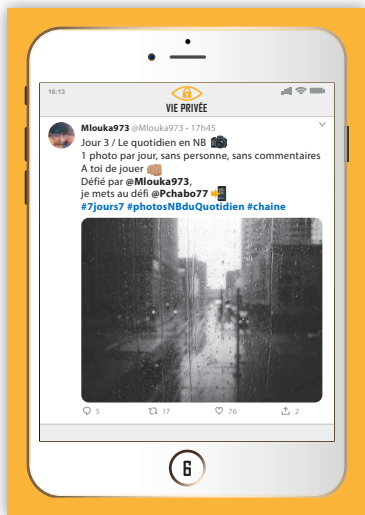 16:13
VIE PRIVÉE
Mlouka973 @Mlouka973 • 17h45
Jour 3 / Le quotidien en NB 📷
1 photo par jour, sans personne, sans commentaires
A toi de jouer 👊🏼
Défié par @Mlouka973,
je mets au défi @Pchabo77 📲
#7jours7 #photosNBduQuotidien #chaine
5 17 76 2
6